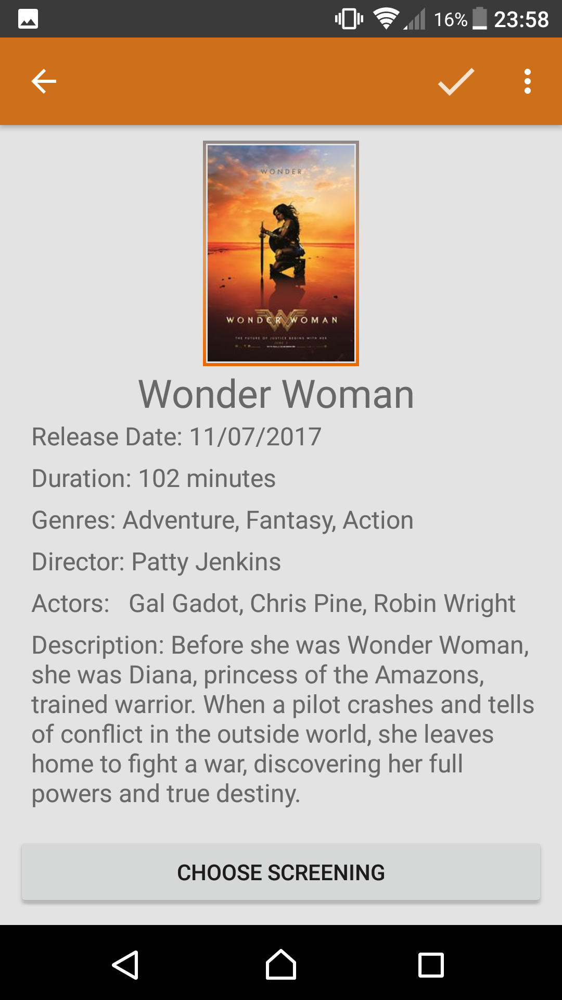 16% 23:58
WONDER
WONDER WOMAN
THE FUTURE OF JUSTICE BEGINS WITH HER
JUNE 2
Wonder Woman
Release Date: 11/07/2017
Duration: 102 minutes
Genres: Adventure, Fantasy, Action
Director: Patty Jenkins
Actors: Gal Gadot, Chris Pine, Robin Wright
Description: Before she was Wonder Woman,
she was Diana, princess of the Amazons,
trained warrior. When a pilot crashes and tells
of conflict in the outside world, she leaves
home to fight a war, discovering her full
powers and true destiny.
CHOOSE SCREENING